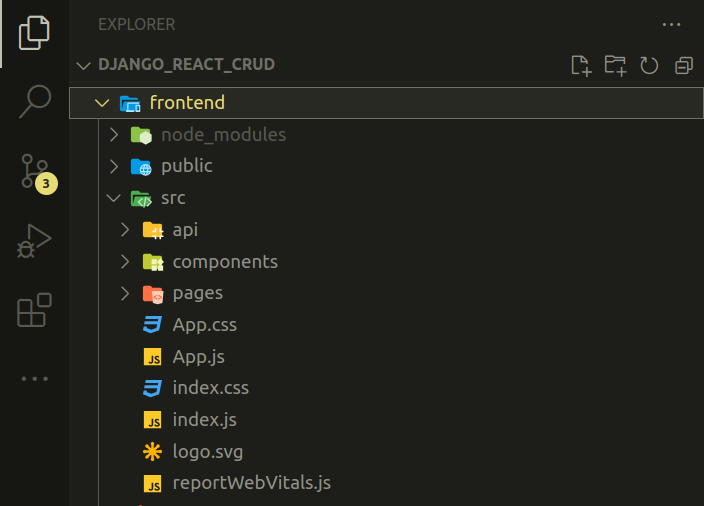 EXPLORER
DJANGO_REACT_CRUD
frontend
node_modules
public
src
api
components
pages
App.css
JS App.js
index.css
JS index.js
logo.svg
JS reportWebVitals.js
3